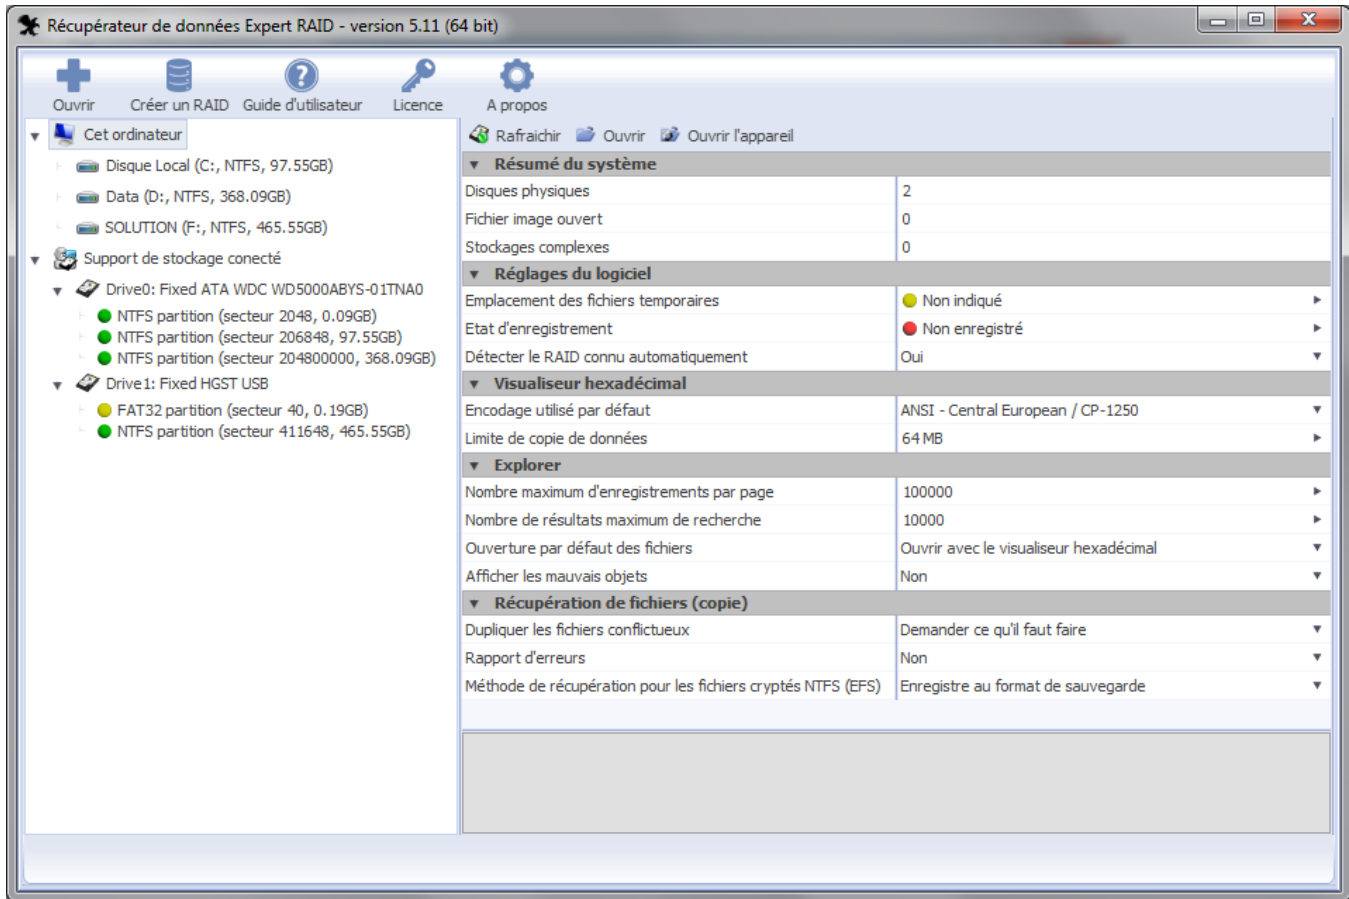 Récupérateur de données Expert RAID - version 5.11 (64 bit)
Ouvrir Créer un RAID Guide d'utilisateur Licence A propos
Cet ordinateur
Disque Local (C:, NTFS, 97.55GB)
Data (D:, NTFS, 368.09GB)
SOLUTION (F:, NTFS, 465.55GB)
Support de stockage conecté
Drive0: Fixed ATA WDC WD5000ABYS-01TNA0
NTFS partition (secteur 2048, 0.09GB)
NTFS partition (secteur 206848, 97.55GB)
NTFS partition (secteur 204800000, 368.09GB)
Drive1: Fixed HGST USB
FAT32 partition (secteur 40, 0.19GB)
NTFS partition (secteur 411648, 465.55GB)
Rafraichir Ouvrir Ouvrir l'appareil
Résumé du système
Disques physiques 2
Fichier image ouvert 0
Stockages complexes 0
Réglages du logiciel
Emplacement des fichiers temporaires Non indiqué
Etat d'enregistrement Non enregistré
Détecter le RAID connu automatiquement Oui
Visualiseur hexadécimal
Encodage utilisé par défaut ANSI - Central European / CP-1250
Limite de copie de données 64 MB
Explorer
Nombre maximum d'enregistrements par page 100000
Nombre de résultats maximum de recherche 10000
Ouverture par défaut des fichiers Ouvrir avec le visualiseur hexadécimal
Afficher les mauvais objets Non
Récupération de fichiers (copie)
Dupliquer les fichiers conflictueux Demander ce qu'il faut faire
Rapport d'erreurs Non
Méthode de récupération pour les fichiers cryptés NTFS (EFS) Enregistre au format de sauvegarde